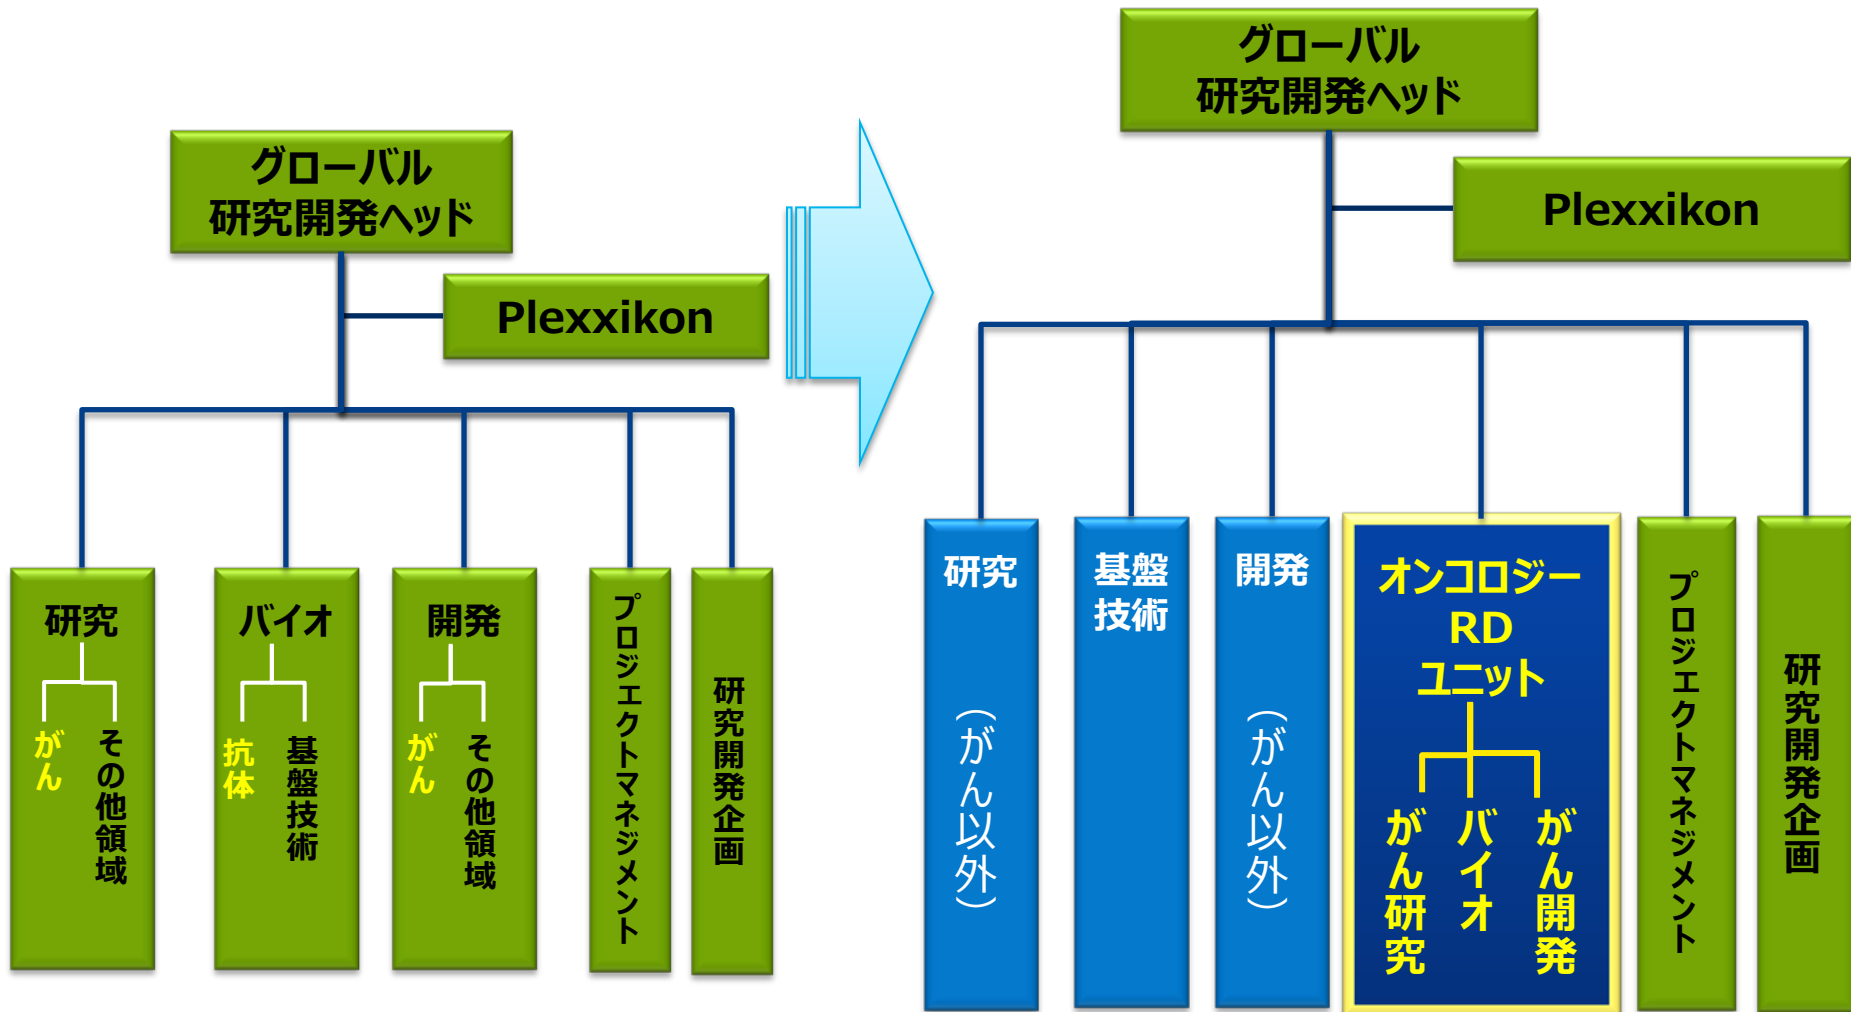 グローバル
研究開発ヘッド
Plexxikon
研究
がん
その他領域
バイオ
抗体
基盤技術
開発
がん
その他領域
プロジエクトマネジメント
研究開発企画
グローバル
研究開発ヘッド
Plexxikon
研究
（がん以外）
基盤
技術
開発
（がん以外）
オンコロジー
RD
ユニット
がん研究
バイオ
がん開発
プロジエクトマネジメント
研究開発企画